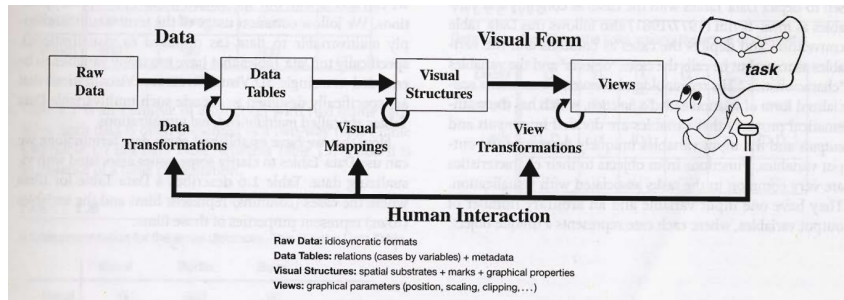 Data
Visual Form
Raw
Data
Data
Tables
Visual
Structures
Views
task
Data
Transformations
Visual
Mappings
View
Transformations
Human Interaction
Raw Data: idiosyncratic formats
Data Tables: relations (cases by variables) + metadata
Visual Structures: spatial substrates + marks + graphical properties
Views: graphical parameters (position, scaling, clipping, . . . )